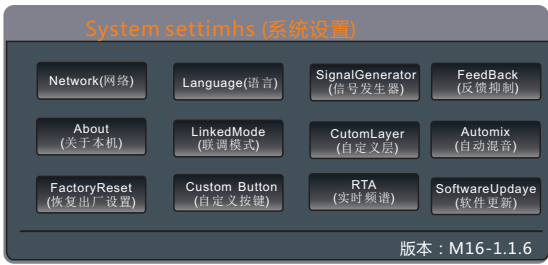 System settimhs (系统设置)
Network(网络)
Language(语言)
SignalGenerator
(信号发生器)
FeedBack
(反馈抑制)
About
(关于本机)
LinkedMode
(联调模式)
CutomLayer
(自定义层)
Automix
(自动混音)
FactoryReset
(恢复出厂设置)
Custom Button
(自定义按键)
RTA
(实时频谱)
SoftwareUpdaye
(软件更新)
版本：M16-1.1.6